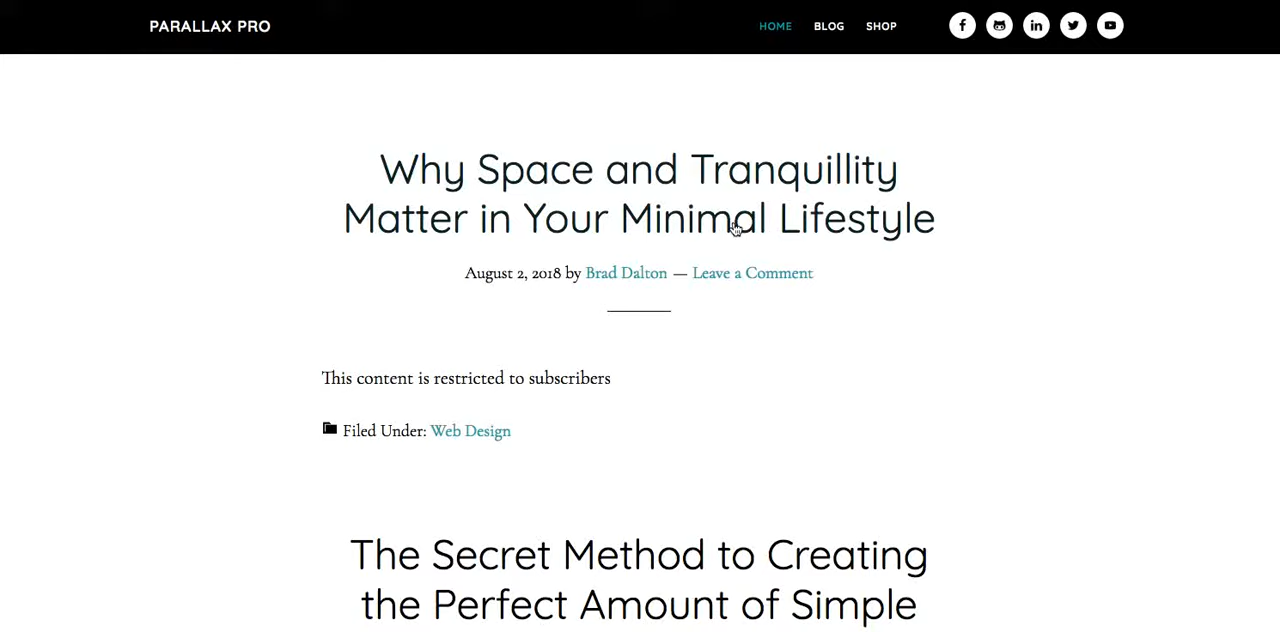 PARALLAX PRO
HOME BLOG SHOP
Why Space and Tranquillity
Matter in Your Minimal Lifestyle
August 2, 2018 by Brad Dalton — Leave a Comment
This content is restricted to subscribers
Filed Under: Web Design
The Secret Method to Creating
the Perfect Amount of Simple